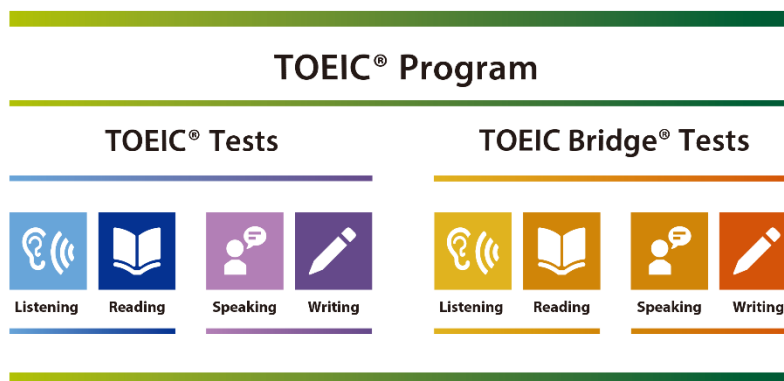 TOEIC® Program
TOEIC® Tests
Listening Reading Speaking Writing
TOEIC Bridge® Tests
Listening Reading Speaking Writing